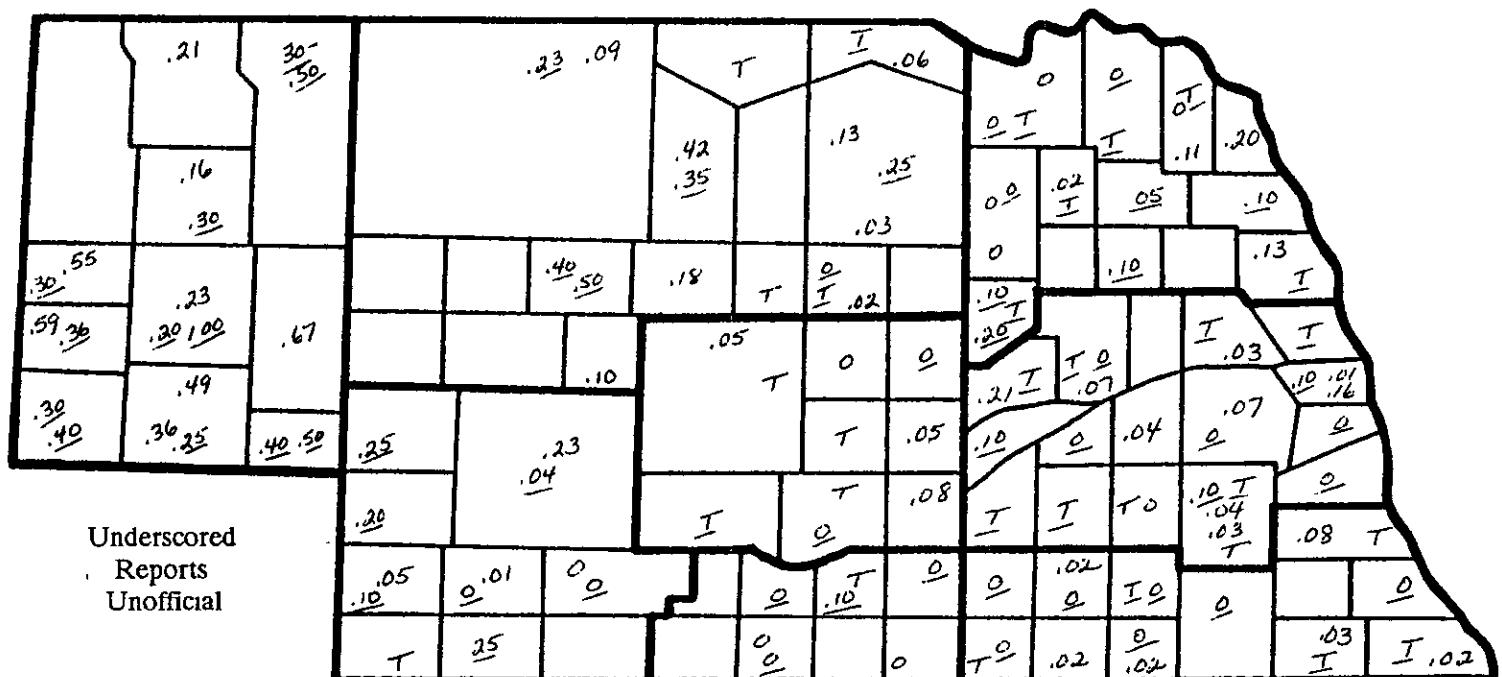 .21 30- .23 .09 T T .06 0 0 T .20
.50 0 T T 0 .11
.16 .42 .13 0 0 .02 .05 .10
.30 .35 .25 T
.03 0 .10 .13
.55 .40 .18 T 0 .10 T
.30 .50 T .02 T
.23 .20
.59 .36 .20 1.00 .67 .05 0 0 T T
T T 0 .03
.49 .10 .21 T .07 .10 .01
.16
.30 .36 .25 .40 .50 .25 .23 T .05 .10 0 .04 .07 0
.40 .04 0
T .08 .10 T 0
.20 T 0 T T T 0 .04
.03 .08 T
T
Underscored
Reports
Unofficial
.05 .01 0 0 T 0 0 .02 T 0 0 0
.10 0 0 .10 0
T 25 0 0 T 0 .02 0 .03 T .02
0 .02 T